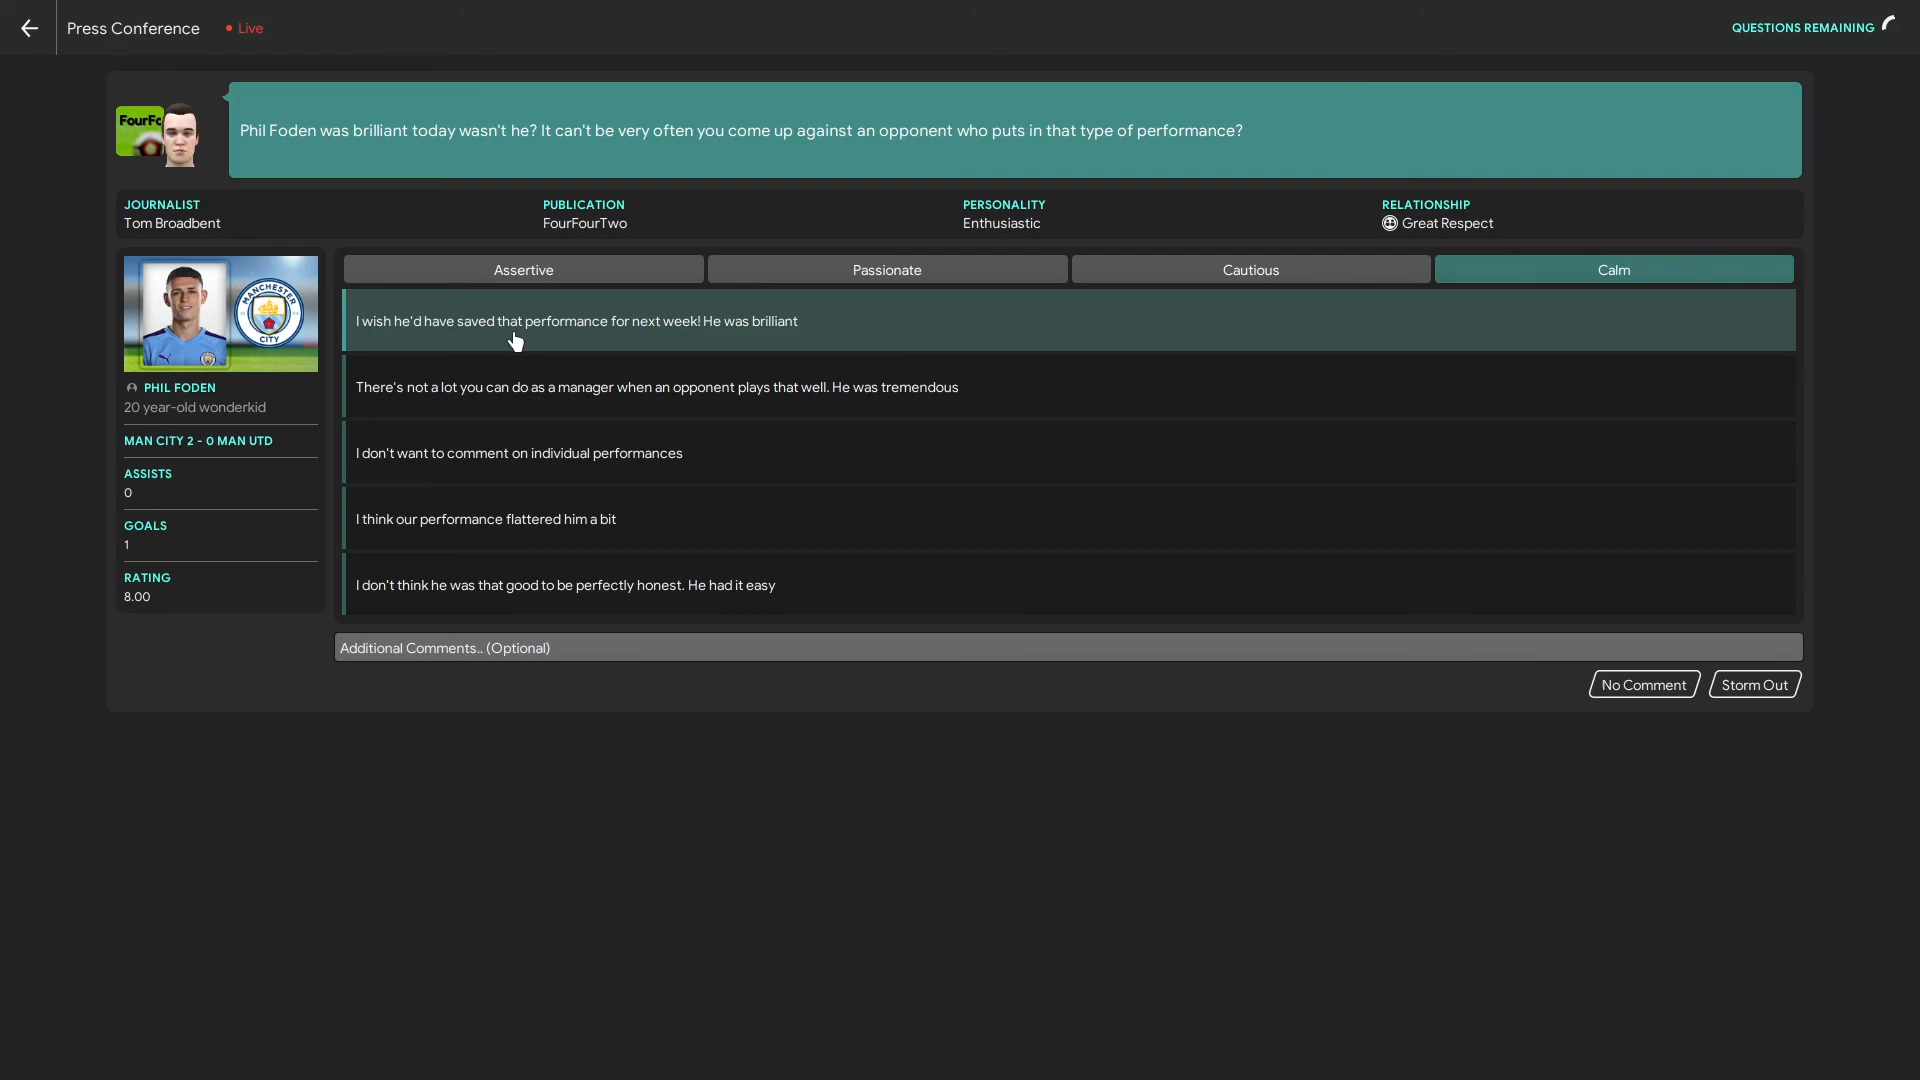 Press Conference
Live
QUESTIONS REMAINING
FourFo
Phil Foden was brilliant today wasn't he? It can't be very often you come up against an opponent who puts in that type of performance?
JOURNALIST
Tom Broadbent
PUBLICATION
FourFourTwo
PERSONALITY
Enthusiastic
RELATIONSHIP
Great Respect
MANCHESTER
CITY
PHIL FODEN
20 year-old wonderkid
MAN CITY 2 - 0 MAN UTD
ASSISTS
0
GOALS
1
RATING
8.00
Assertive
Passionate
Cautious
Calm
I wish he'd have saved that performance for next week! He was brilliant
There's not a lot you can do as a manager when an opponent plays that well. He was tremendous
I don't want to comment on individual performances
I think our performance flattered him a bit
I don't think he was that good to be perfectly honest. He had it easy
Additional Comments.. (Optional)
No Comment
Storm Out